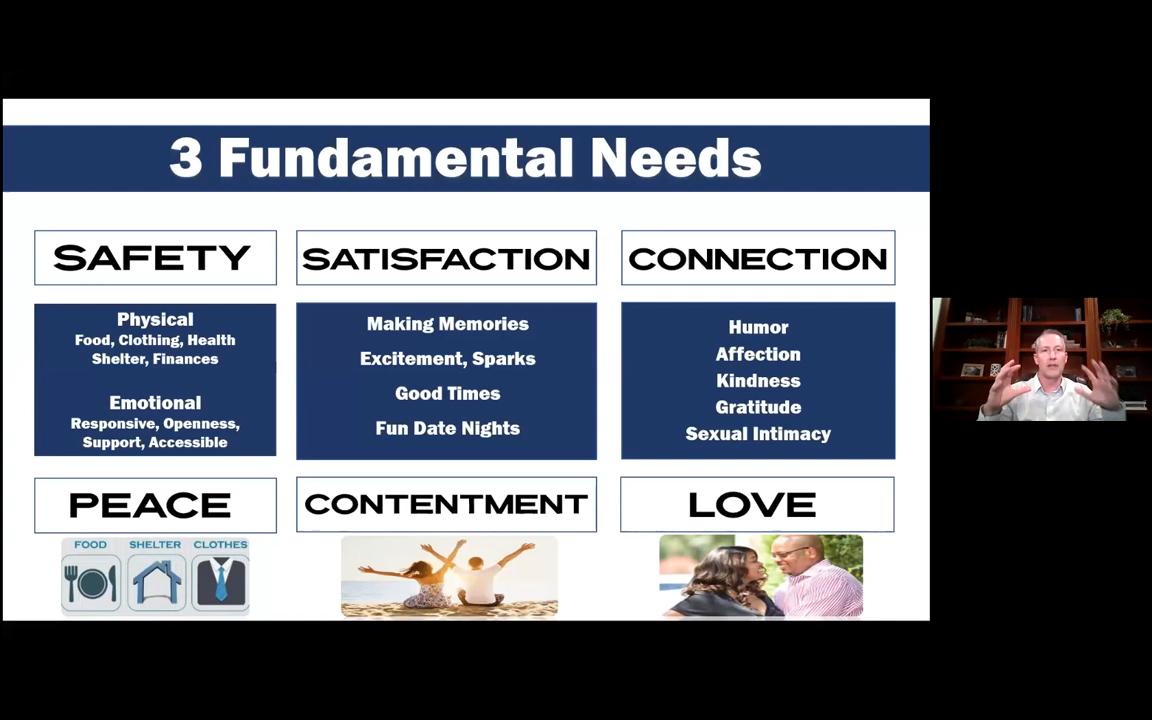 3 Fundamental Needs
SAFETY
Physical
Food, Clothing, Health
Shelter, Finances
Emotional
Responsive, Openness,
Support, Accessible
PEACE
FOOD SHELTER CLOTHES
SATISFACTION
Making Memories
Excitement, Sparks
Good Times
Fun Date Nights
CONTENTMENT
CONNECTION
Humor
Affection
Kindness
Gratitude
Sexual Intimacy
LOVE